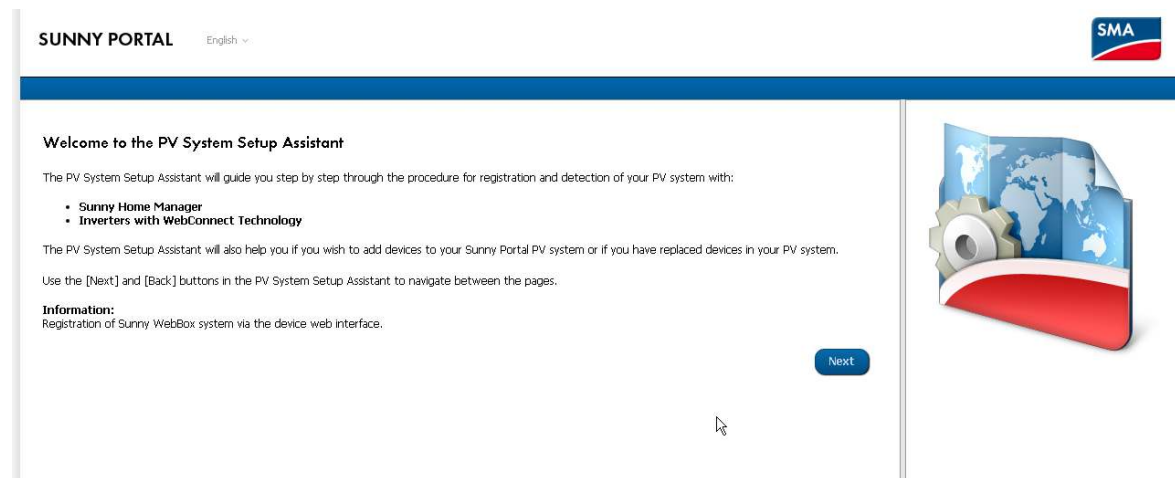 SUNNY PORTAL English
SMA
Welcome to the PV System Setup Assistant
The PV System Setup Assistant will guide you step by step through the procedure for registration and detection of your PV system with:
• Sunny Home Manager
• Inverters with WebConnect Technology
The PV System Setup Assistant will also help you if you wish to add devices to your Sunny Portal PV system or if you have replaced devices in your PV system.
Use the [Next] and [Back] buttons in the PV System Setup Assistant to navigate between the pages.
Information:
Registration of Sunny WebBox system via the device web interface.
Next